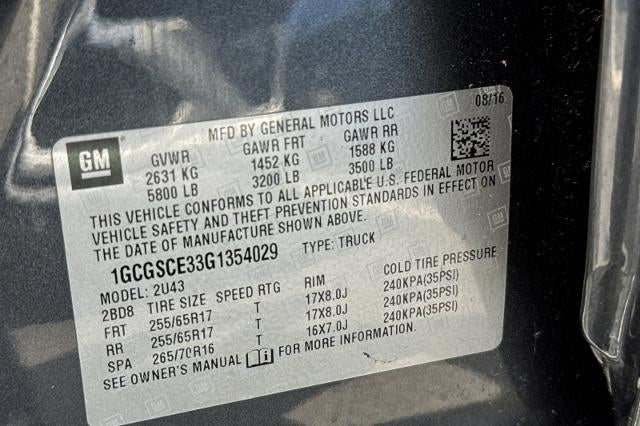 08/16
MFD BY GENERAL MOTORS LLC
GM
GVWR GAWR FRT GAWR RR
2631 KG 1452 KG 1588 KG
5800 LB 3200 LB 3500 LB
THIS VEHICLE CONFORMS TO ALL APPLICABLE U.S. FEDERAL MOTOR
VEHICLE SAFETY AND THEFT PREVENTION STANDARDS IN EFFECT ON
THE DATE OF MANUFACTURE SHOWN ABOVE.
1GCGSCE33G1354029 TYPE: TRUCK
MODEL: 2U43
2BD8 TIRE SIZE SPEED RTG RIM COLD TIRE PRESSURE
FRT 255/65R17 T 17X8.0J 240KPA(35PSI)
RR 255/65R17 T 17X8.0J 240KPA(35PSI)
SPA 265/70R16 T 16X7.0J 240KPA(35PSI)
SEE OWNER'S MANUAL FOR MORE INFORMATION.